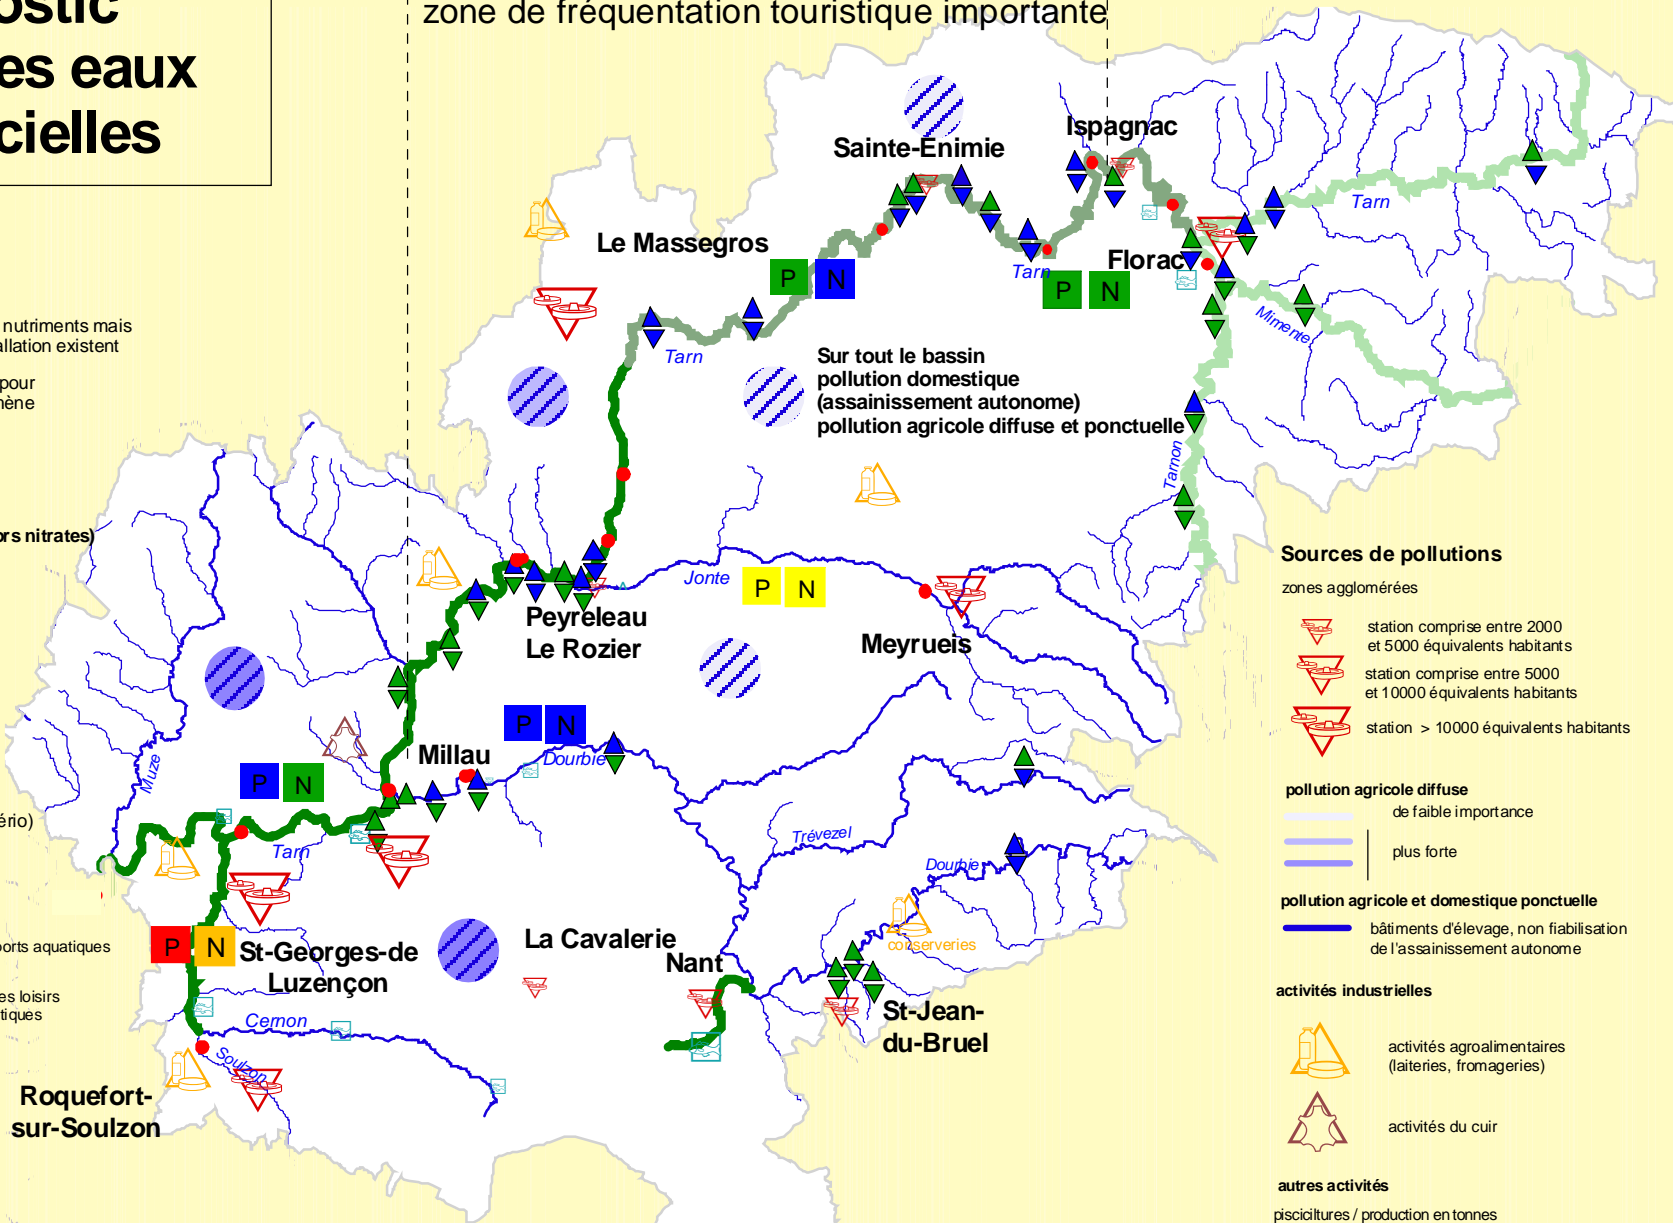 ostic
es eaux
cielles
zone de fréquentation touristique importante
nutriments mais
allation existent
pour
mène
ors nitrates)
ério)
ports aquatiques
es loisirs
tiques
Ispagnac
Sainte-Enimie
Tarn
Le Massegros
Florac
P N
Tarn
P N
Mimente
Tarn
Sur tout le bassin
pollution domestique
(assainissement autonome)
pollution agricole diffuse et ponctuelle
Tarnon
Jonte
P N
Peyreleau
Le Rozier
Meyrueis
P N
Millau
Dourbie
Muze
P N
Tarn
Trévezel
Dourbie
conserveries
P N
St-Georges-de
Luzençon
La Cavalerie
Nant
St-Jean-
du-Bruel
Cernon
Soulzon
Roquefort-
sur-Soulzon
Sources de pollutions
zones agglomérées
station comprise entre 2000
et 5000 équivalents habitants
station comprise entre 5000
et 10000 équivalents habitants
station > 10000 équivalents habitants
pollution agricole diffuse
de faible importance
plus forte
pollution agricole et domestique ponctuelle
bâtiments d'élevage, non fiabilisation
de l'assainissement autonome
activités industrielles
activités agroalimentaires
(laiteries, fromageries)
activités du cuir
autres activités
pisciciltures / production en tonnes